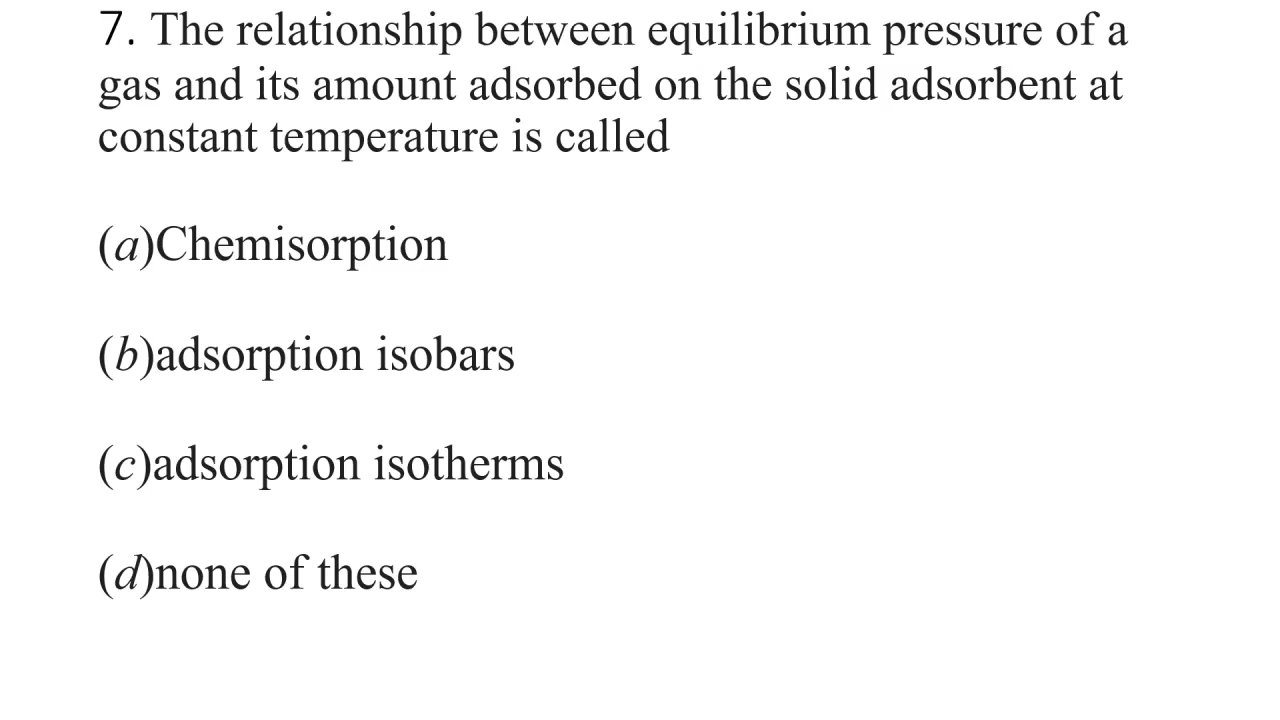 7. The relationship between equilibrium pressure of a
gas and its amount adsorbed on the solid adsorbent at
constant temperature is called
(a)Chemisorption
(b)adsorption isobars
(c)adsorption isotherms
(d)none of these